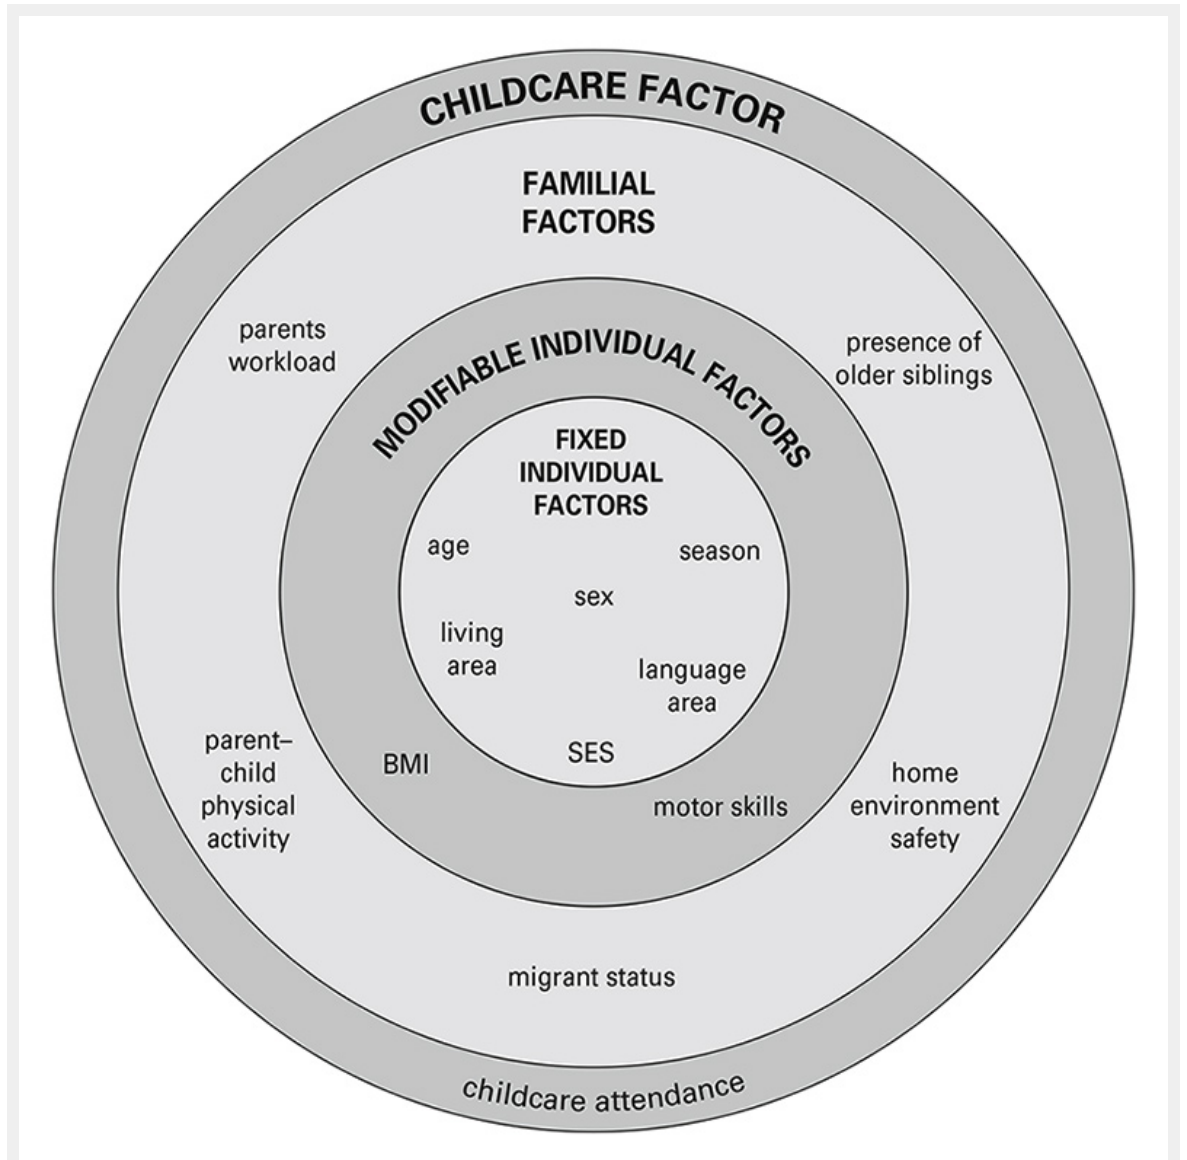 CHILDCARE FACTOR
FAMILIAL
FACTORS
parents
workload
presence of
older siblings
MODIFIABLE INDIVIDUAL FACTORS
FIXED
INDIVIDUAL
FACTORS
age
season
sex
living
area
language
area
SES
BMI
motor skills
parent–
child
physical
activity
home
environment
safety
migrant status
childcare attendance